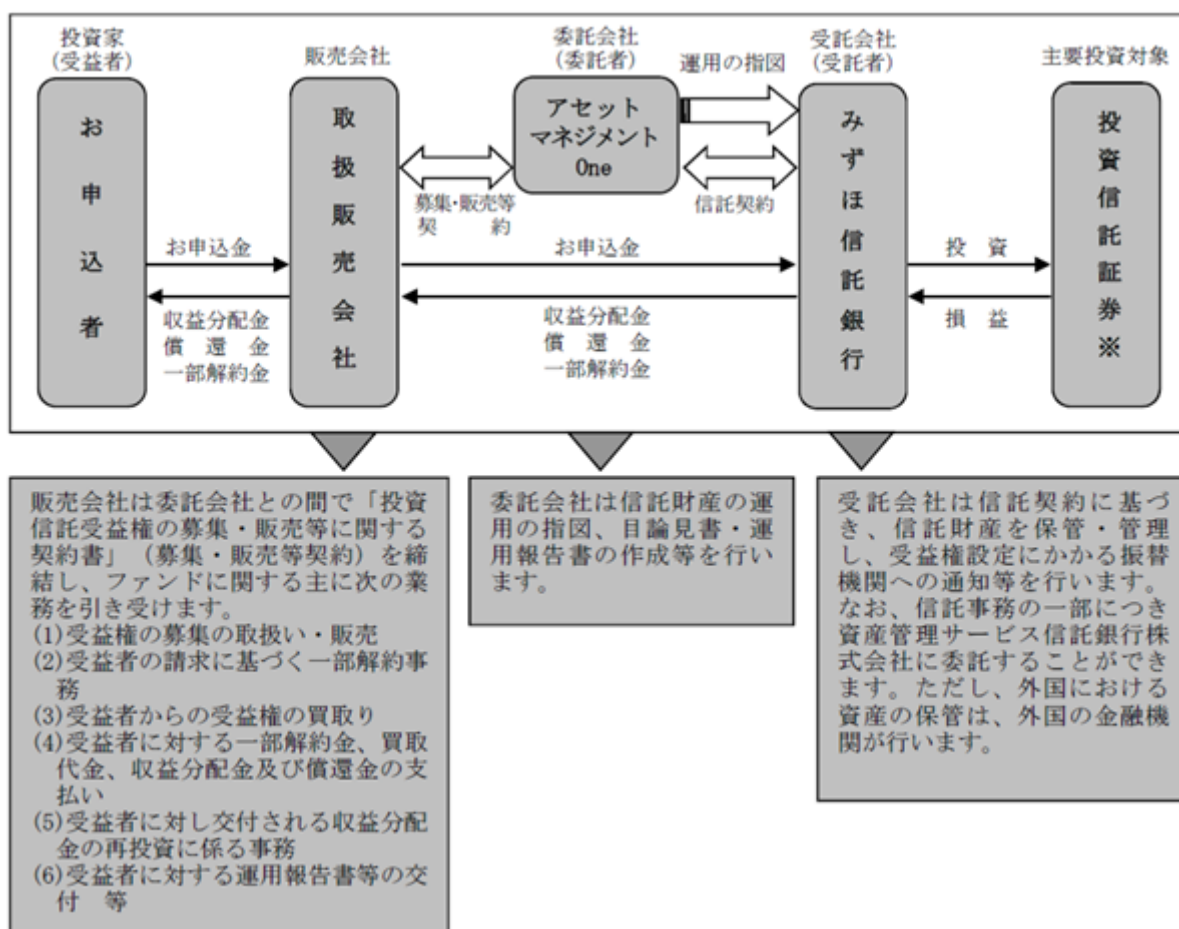 投資家
(受益者)
お申込者
販売会社
取扱販売会社
委託会社
(委託者)
アセット
マネジメント
One
運用の指図
受託会社
(受託者)
みずほ信託銀行
主要投資対象
投資信託証券※
募集・販売等
契　　約
信託契約
お申込金
収益分配金
償　還　金
一部解約金
お申込金
収益分配金
償　還　金
一部解約金
投　資
損　益
販売会社は委託会社との間で「投資
信託受益権の募集・販売等に関する
契約書」（募集・販売等契約）を締
結し、ファンドに関する主に次の業
務を引き受けます。
(1)受益権の募集の取扱い・販売
(2)受益者の請求に基づく一部解約事
務
(3)受益者からの受益権の買取り
(4)受益者に対する一部解約金、買取
代金、収益分配金及び償還金の支
払い
(5)受益者に対し交付される収益分配
金の再投資に係る事務
(6)受益者に対する運用報告書等の交
付　等
委託会社は信託財産の運
用の指図、目論見書・運
用報告書の作成等を行い
ます。
受託会社は信託契約に基づ
き、信託財産を保管・管理
し、受益権設定にかかる振替
機関への通知等を行います。
なお、信託事務の一部につき
資産管理サービス信託銀行株
式会社に委託することができ
ます。ただし、外国における
資産の保管は、外国の金融機
関が行います。